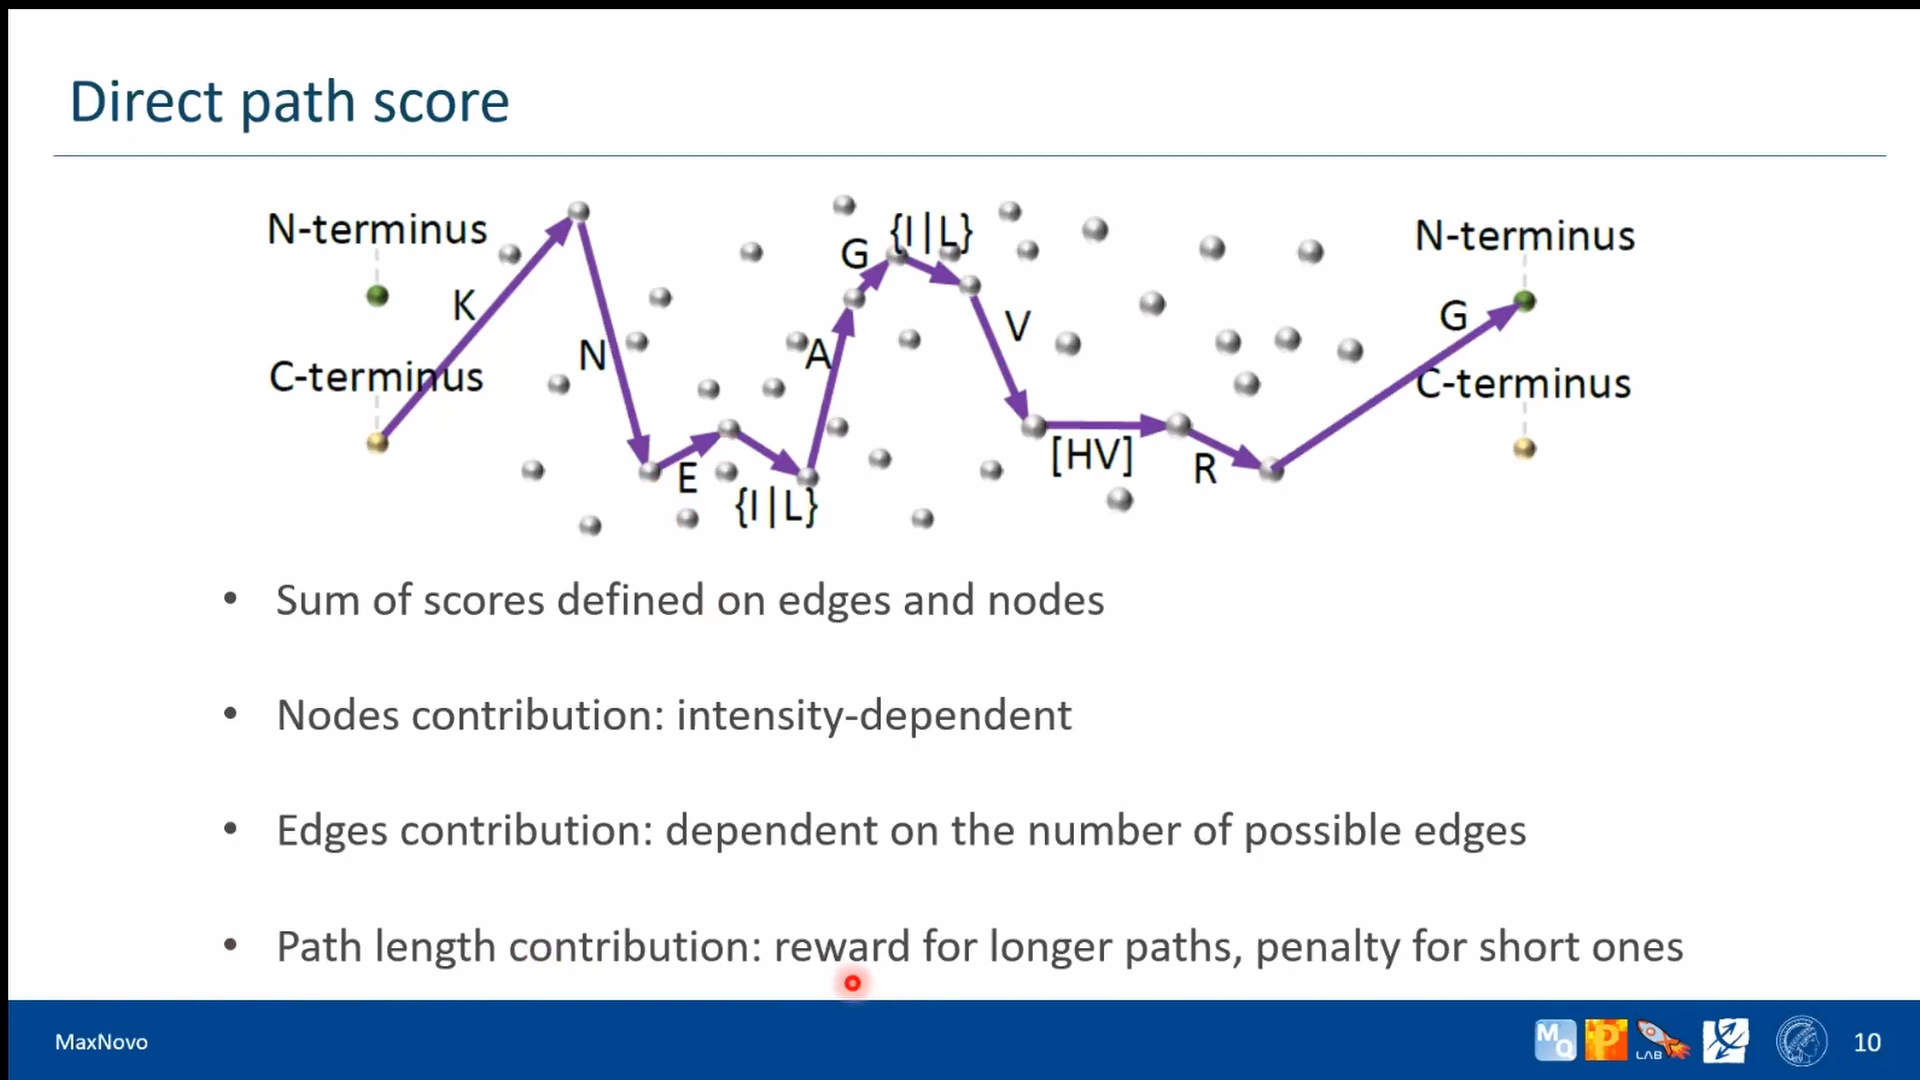 Direct path score
N-terminus
C-terminus
K
N
E
{I|L}
A
G
{I|L}
V
[HV]
R
G
N-terminus
C-terminus
• Sum of scores defined on edges and nodes
• Nodes contribution: intensity-dependent
• Edges contribution: dependent on the number of possible edges
• Path length contribution: reward for longer paths, penalty for short ones
MaxNovo
MQ
P
LAB
10